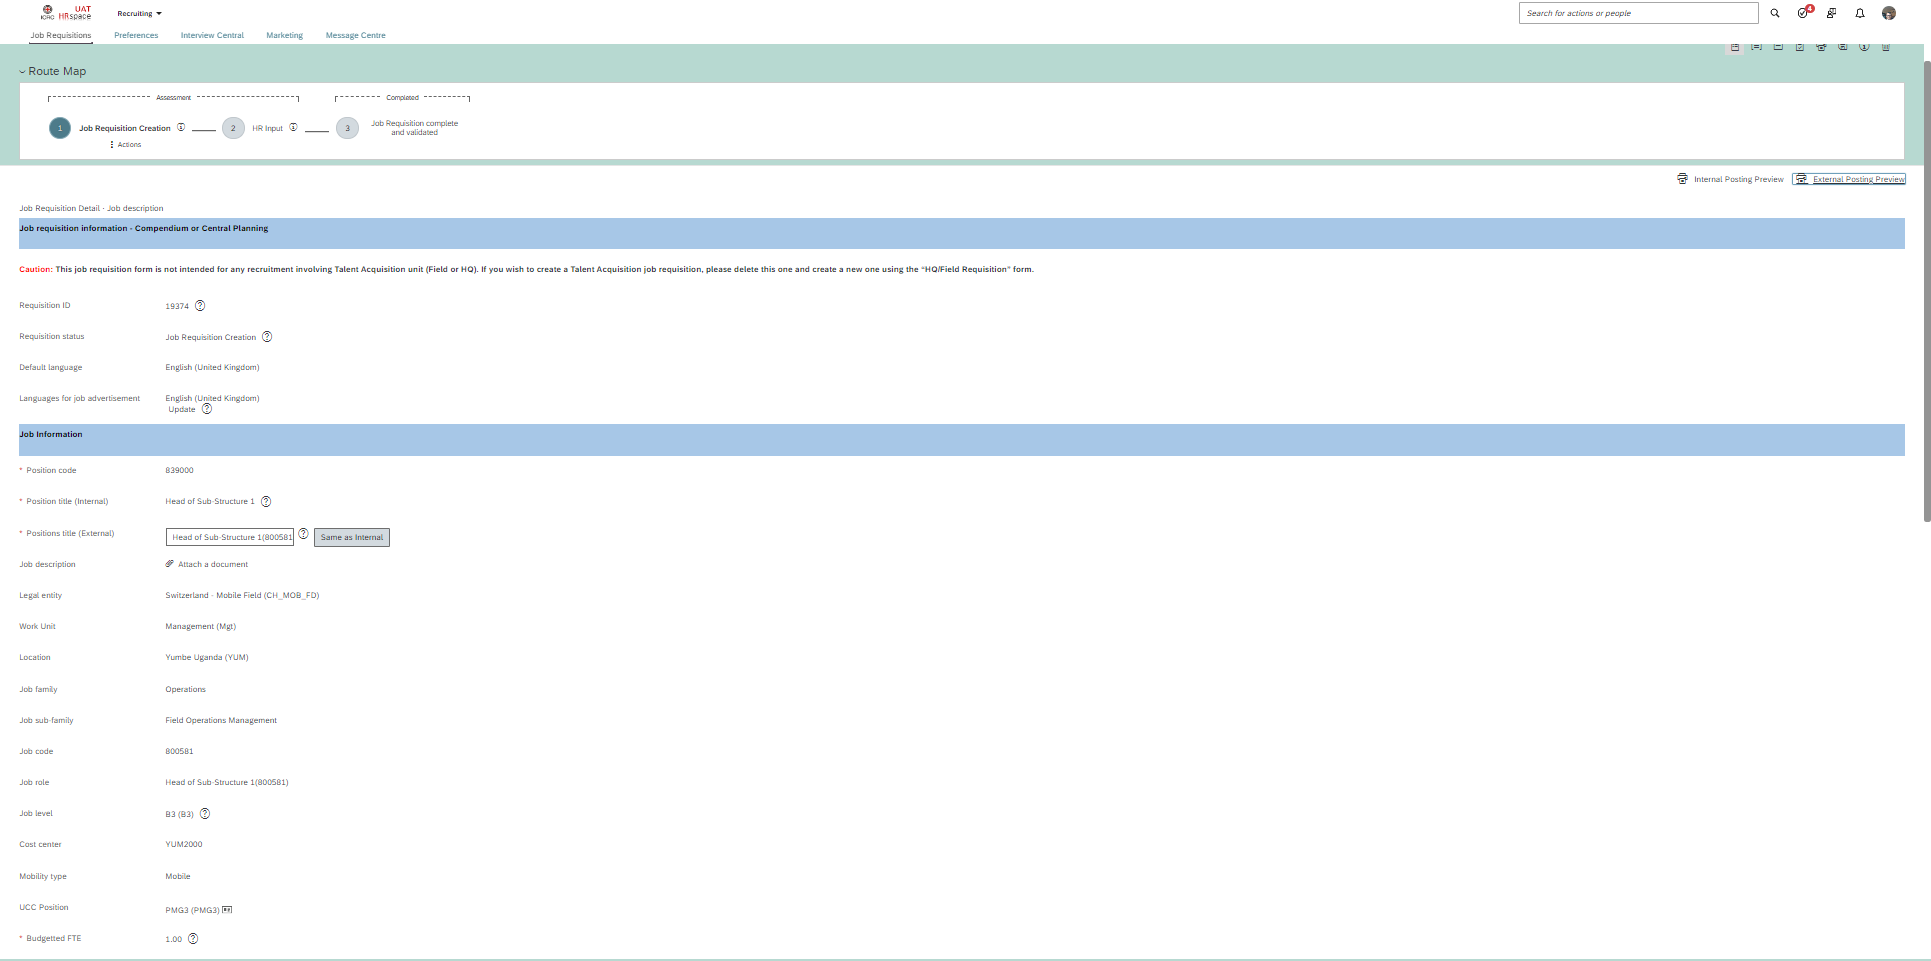 ICRC UAT HRspace Recruiting Search for actions or people 4
Job Requisitions Preferences Interview Central Marketing Message Centre
Route Map
Assessment Completed
1 Job Requisition Creation 2 HR Input 3 Job Requisition complete and validated
Actions
Internal Posting Preview External Posting Preview
Job Requisition Detail - Job description
Job requisition information - Compendium or Central Planning
Caution: This job requisition form is not intended for any recruitment involving Talent Acquisition unit (Field or HQ). If you wish to create a Talent Acquisition job requisition, please delete this one and create a new one using the "HQ/Field Requisition" form.
Requisition ID 19374
Requisition status Job Requisition Creation
Default language English (United Kingdom)
Languages for job advertisement English (United Kingdom)
Update
Job Information
* Position code 839000
* Position title (Internal) Head of Sub-Structure 1
* Positions title (External) Head of Sub-Structure 1(800581 Same as Internal
Job description Attach a document
Legal entity Switzerland - Mobile Field (CH_MOB_FD)
Work Unit Management (Mgt)
Location Yumbe Uganda (YUM)
Job family Operations
Job sub-family Field Operations Management
Job code 800581
Job role Head of Sub-Structure 1(800581)
Job level B3 (B3)
Cost center YUM2000
Mobility type Mobile
UCC Position PMG3 (PMG3)
* Budgetted FTE 1.00